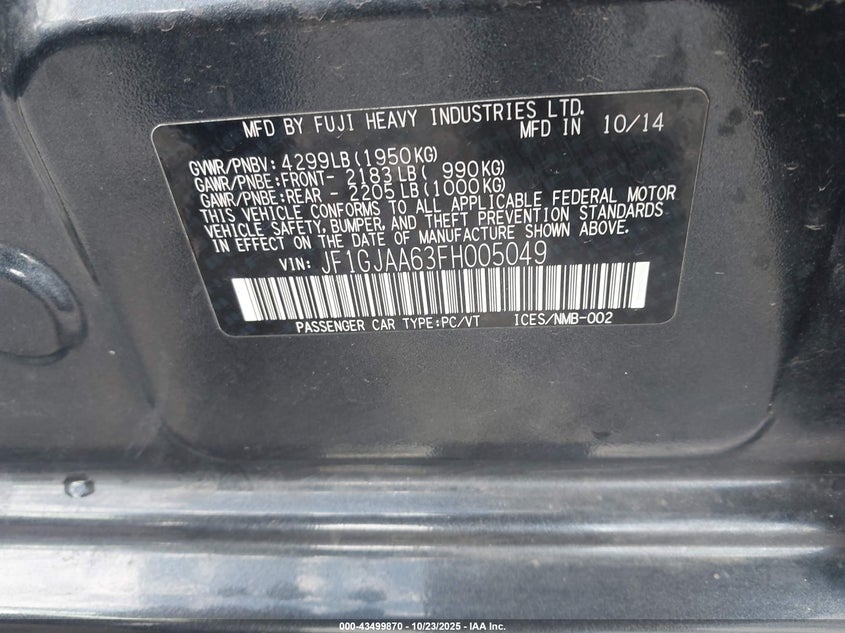 MFD BY FUJI HEAVY INDUSTRIES LTD.
MFD IN 10/14
GVWR/PNBV: 4299LB(1950KG)
GAWR/PNBE:FRONT- 2183LB( 990KG)
GAWR/PNBE:REAR - 2205LB(1000KG)
THIS VEHICLE CONFORMS TO ALL APPLICABLE FEDERAL MOTOR
VEHICLE SAFETY, BUMPER, AND THEFT PREVENTION STANDARDS
IN EFFECT ON THE DATE OF MANUFACTURE SHOWN ABOVE.
VIN: JF1GJAA63FH005049
PASSENGER CAR TYPE:PC/VT ICES/NMB-002
000-43499870 - 10/23/2025 - IAA Inc.